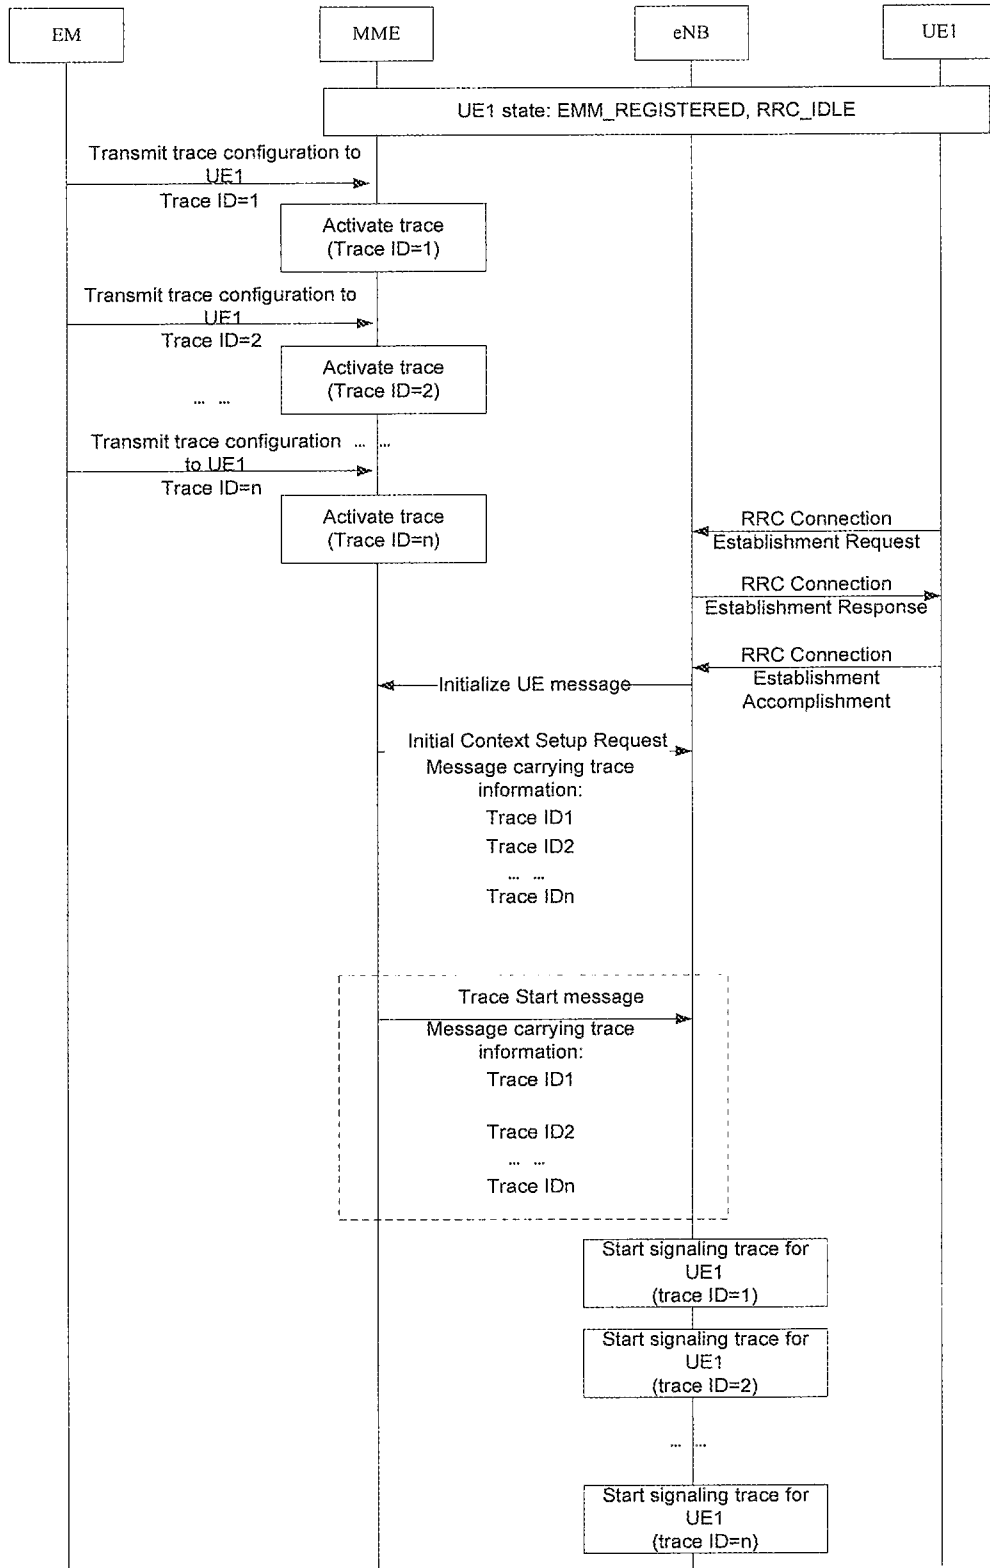 EM
MME
eNB
UE1
UE1 state: EMM_REGISTERED, RRC_IDLE
Transmit trace configuration to
UE1
Trace ID=1
Activate trace
(Trace ID=1)
Transmit trace configuration to
UE1
Trace ID=2
Activate trace
(Trace ID=2)
... ...
Transmit trace configuration
to UE1
... ...
Trace ID=n
Activate trace
(Trace ID=n)
RRC Connection
Establishment Request
RRC Connection
Establishment Response
RRC Connection
Establishment
Accomplishment
Initialize UE message
Initial Context Setup Request
Message carrying trace
information:
Trace ID1
Trace ID2
... ...
Trace IDn
Trace Start message
Message carrying trace
information:
Trace ID1
Trace ID2
... ...
Trace IDn
Start signaling trace for
UE1
(trace ID=1)
Start signaling trace for
UE1
(trace ID=2)
... ...
Start signaling trace for
UE1
(trace ID=n)